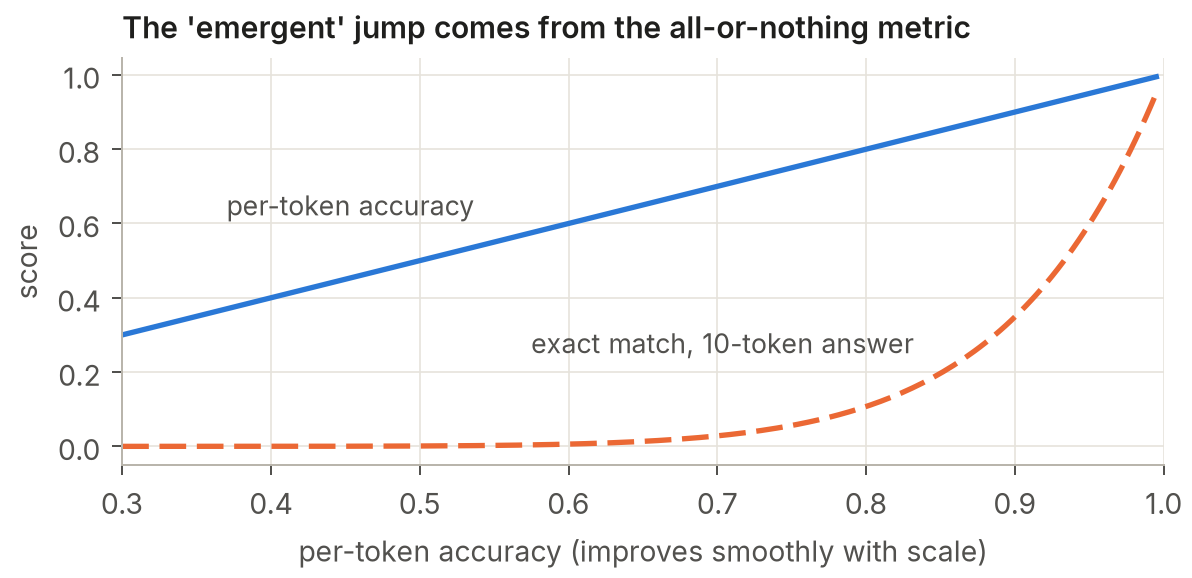 The 'emergent' jump comes from the all-or-nothing metric
1.0
0.8
0.6
0.4
0.2
0.0
score
per-token accuracy
exact match, 10-token answer
0.3 0.4 0.5 0.6 0.7 0.8 0.9 1.0
per-token accuracy (improves smoothly with scale)